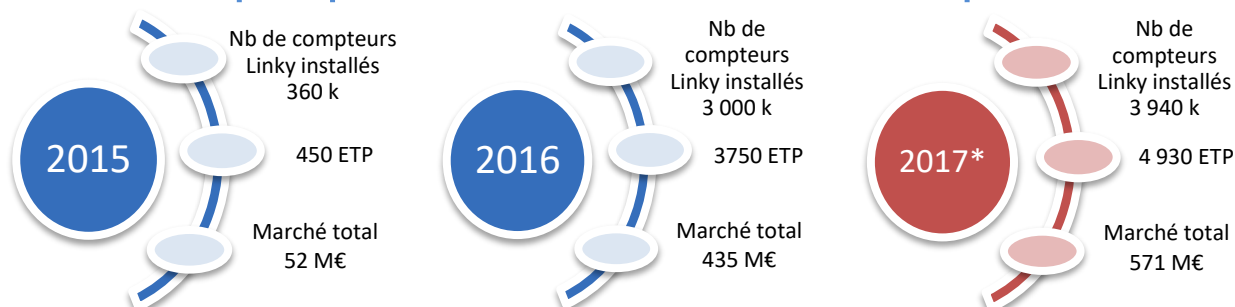 2015
Nb de compteurs
Linky installés
360 k
450 ETP
Marché total
52 M€
2016
Nb de
compteurs
Linky installés
3 000 k
3750 ETP
Marché total
435 M€
2017*
Nb de
compteurs
Linky installés
3 940 k
4 930 ETP
Marché total
571 M€